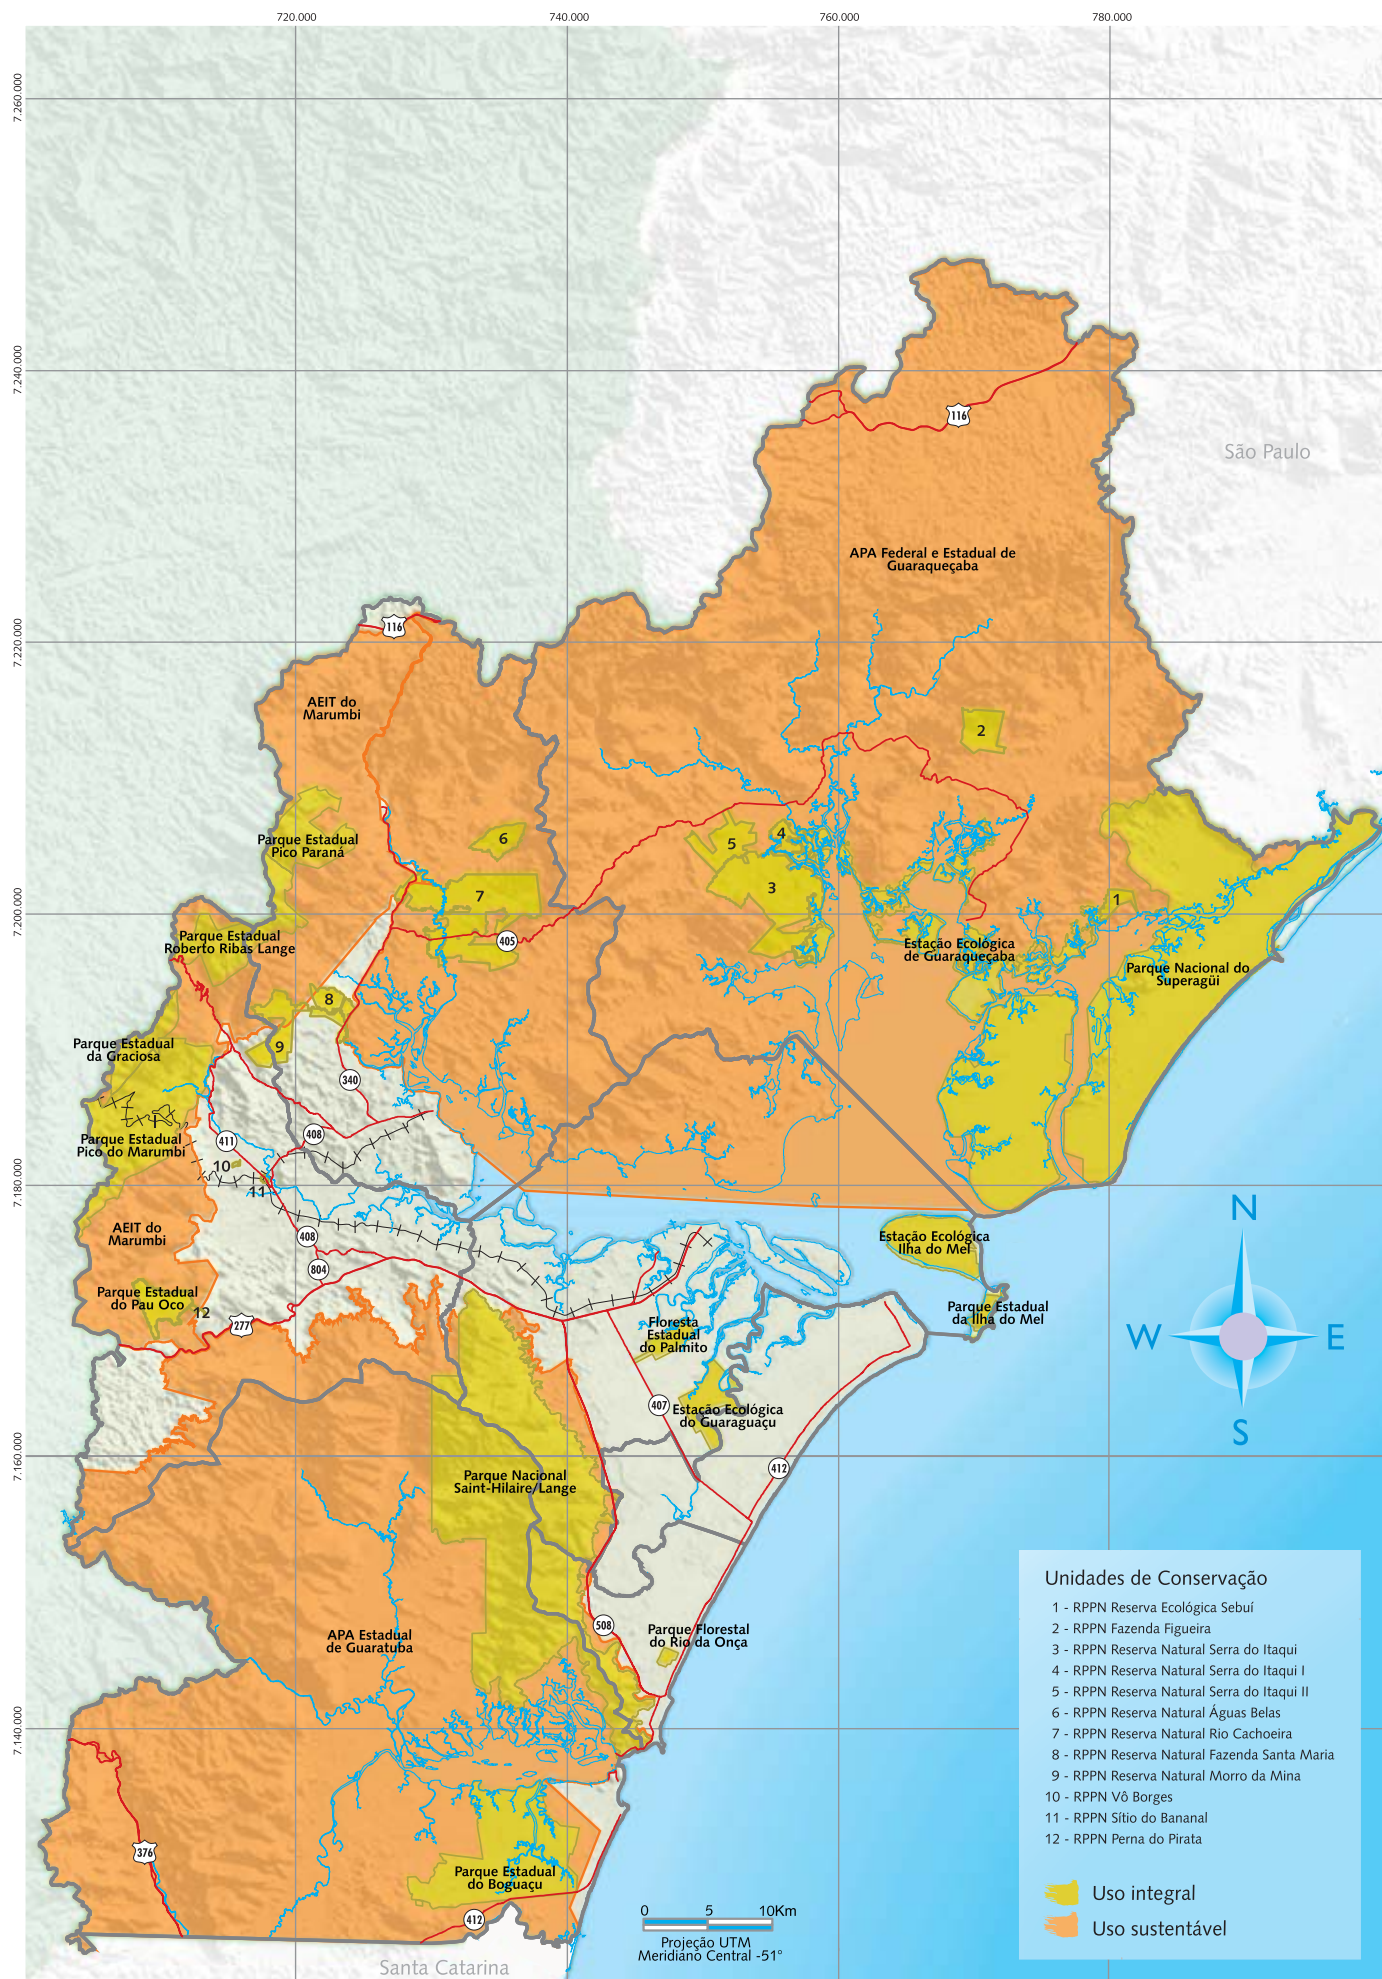 720.000
740.000
760.000
780.000
7.260.000
7.240.000
116
São Paulo
APA Federal e Estadual de
Guaraqueçaba
7.220.000
116
AEIT do
Marumbi
2
Parque Estadual
Pico Paraná
6
5
4
3
7
1
7.200.000
405
Parque Estadual
Roberto Ribas Lange
Estação Ecológica
de Guaraqueçaba
Parque Nacional do
Superagüi
8
9
Parque Estadual
da Graciosa
340
408
411
Parque Estadual
Pico do Marumbi
10
11
7.180.000
AEIT do
Marumbi
408
804
Estação Ecológica
Ilha do Mel
Parque Estadual
do Pau Oco
12
277
Parque Estadual
da Ilha do Mel
Floresta
Estadual
do Palmito
N
W
E
S
407
Estação Ecológica
do Guaraguaçu
7.160.000
412
Parque Nacional
Saint-Hilaire/Lange
508
Parque Florestal
do Rio da Onça
APA Estadual
de Guaratuba
7.140.000
376
Parque Estadual
do Boguaçu
412
0 5 10Km
Projeção UTM
Meridiano Central -51°
Santa Catarina
Unidades de Conservação
1 - RPPN Reserva Ecológica Sebuí
2 - RPPN Fazenda Figueira
3 - RPPN Reserva Natural Serra do Itaqui
4 - RPPN Reserva Natural Serra do Itaqui I
5 - RPPN Reserva Natural Serra do Itaqui II
6 - RPPN Reserva Natural Águas Belas
7 - RPPN Reserva Natural Rio Cachoeira
8 - RPPN Reserva Natural Fazenda Santa Maria
9 - RPPN Reserva Natural Morro da Mina
10 - RPPN Vô Borges
11 - RPPN Sítio do Bananal
12 - RPPN Perna do Pirata
Uso integral
Uso sustentável